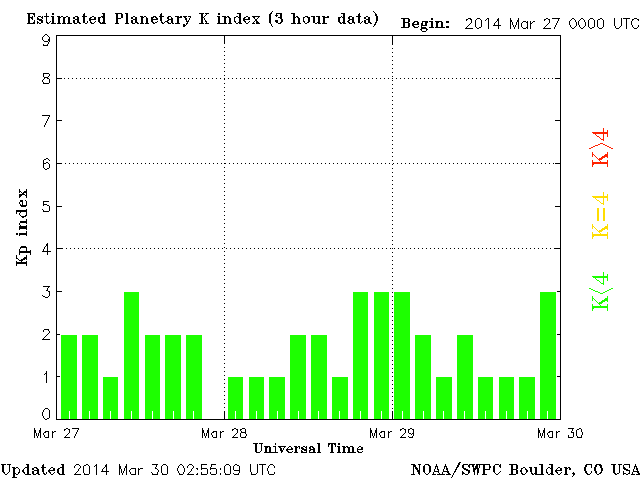 Estimated Planetary K index (3 hour data) Begin: 2014 Mar 27 0000 UTC
9
8
7
6
5
4
3
2
1
0
Kp index
K>4
K=4
K<4
Mar 27 Mar 28 Mar 29 Mar 30
Universal Time
Updated 2014 Mar 30 02:55:09 UTC NOAA/SWPC Boulder, CO USA